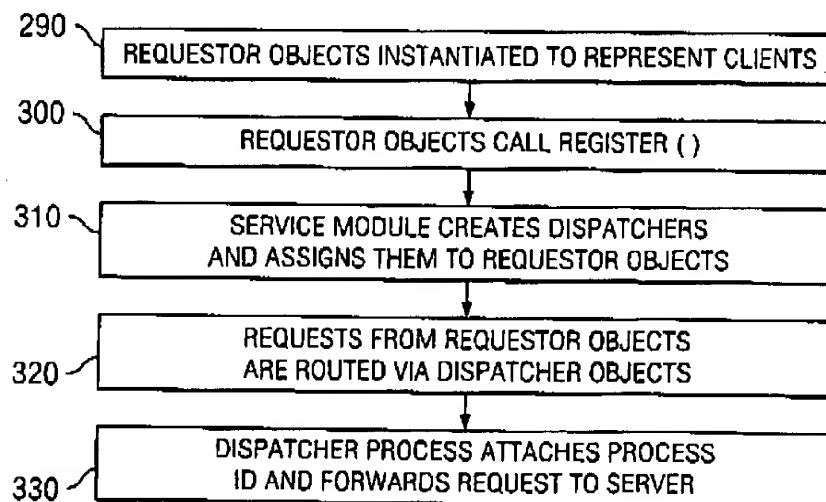 290
REQUESTOR OBJECTS INSTANTIATED TO REPRESENT CLIENTS
300
REQUESTOR OBJECTS CALL REGISTER ( )
310
SERVICE MODULE CREATES DISPATCHERS
AND ASSIGNS THEM TO REQUESTOR OBJECTS
320
REQUESTS FROM REQUESTOR OBJECTS
ARE ROUTED VIA DISPATCHER OBJECTS
330
DISPATCHER PROCESS ATTACHES PROCESS
ID AND FORWARDS REQUEST TO SERVER